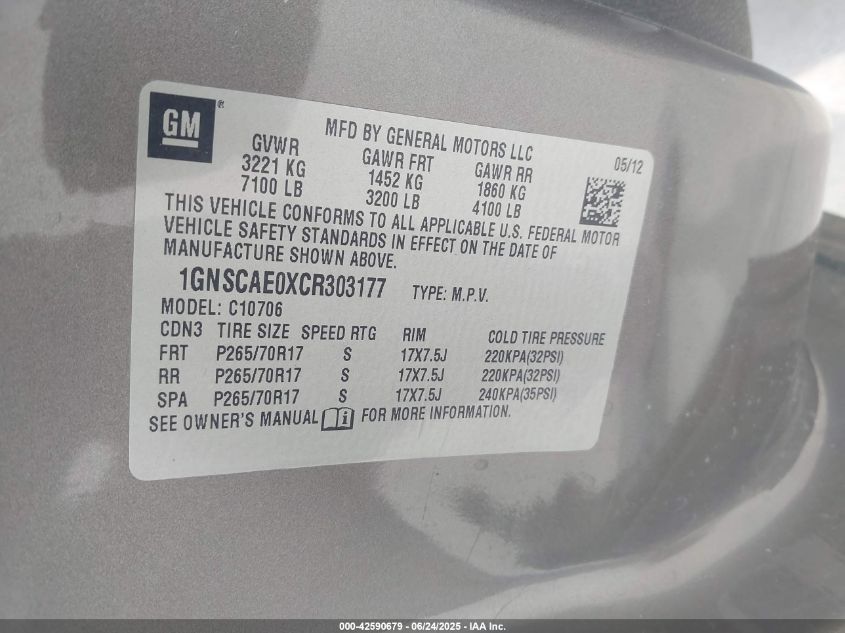 GM®
MFD BY GENERAL MOTORS LLC
05/12
GVWR GAWR FRT GAWR RR
3221 KG 1452 KG 1860 KG
7100 LB 3200 LB 4100 LB
THIS VEHICLE CONFORMS TO ALL APPLICABLE U.S. FEDERAL MOTOR
VEHICLE SAFETY STANDARDS IN EFFECT ON THE DATE OF
MANUFACTURE SHOWN ABOVE.
1GNSCAE0XCR303177 TYPE: M.P.V.
MODEL: C10706
CDN3 TIRE SIZE SPEED RTG RIM COLD TIRE PRESSURE
FRT P265/70R17 S 17X7.5J 220KPA(32PSI)
RR P265/70R17 S 17X7.5J 220KPA(32PSI)
SPA P265/70R17 S 17X7.5J 240KPA(35PSI)
SEE OWNER'S MANUAL FOR MORE INFORMATION.
000-42590679 - 06/24/2025 - IAA Inc.